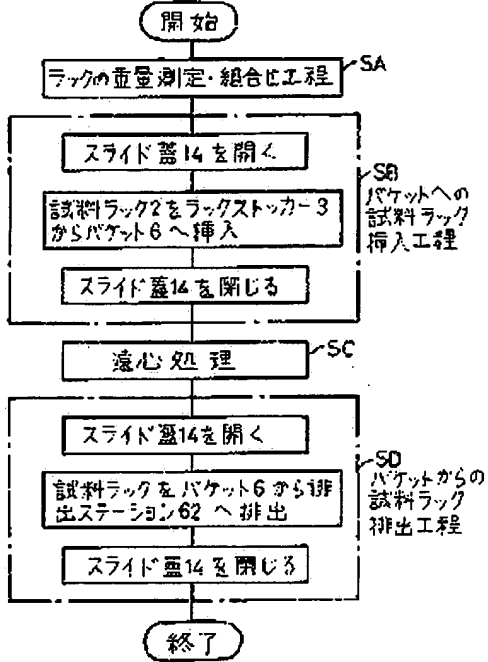 開始
ラックの重量測定・組合せ工程
SA
スライド蓋14を開く
試料ラック2をラックストッカー3
からバケット6へ挿入
スライド蓋14を閉じる
SB
バケットへの
試料ラック
挿入工程
遠心処理
SC
スライド蓋14を開く
試料ラックをバケット6から排
出ステーション62へ排出
スライド蓋14を閉じる
SD
バケットからの
試料ラック
排出工程
終了